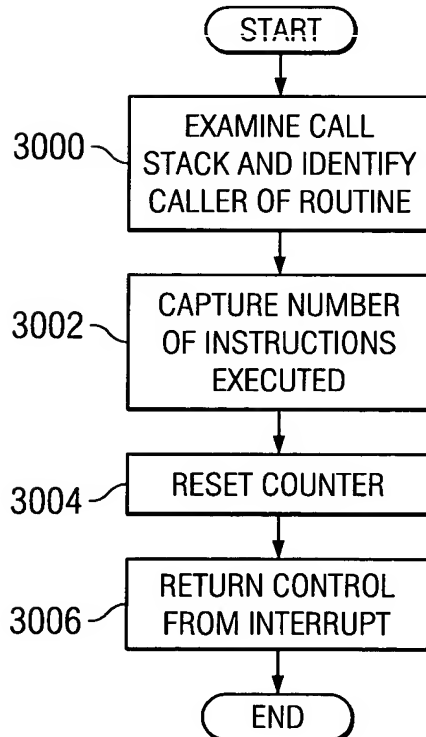 START
3000
EXAMINE CALL
STACK AND IDENTIFY
CALLER OF ROUTINE
3002
CAPTURE NUMBER
OF INSTRUCTIONS
EXECUTED
3004
RESET COUNTER
3006
RETURN CONTROL
FROM INTERRUPT
END